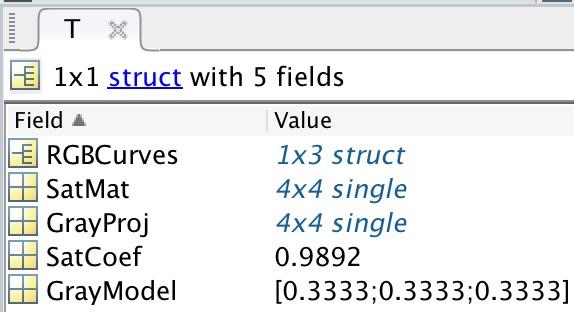 T
1x1 struct with 5 fields
Field Value
RGBCurves 1x3 struct
SatMat 4x4 single
GrayProj 4x4 single
SatCoef 0.9892
GrayModel [0.3333;0.3333;0.3333]